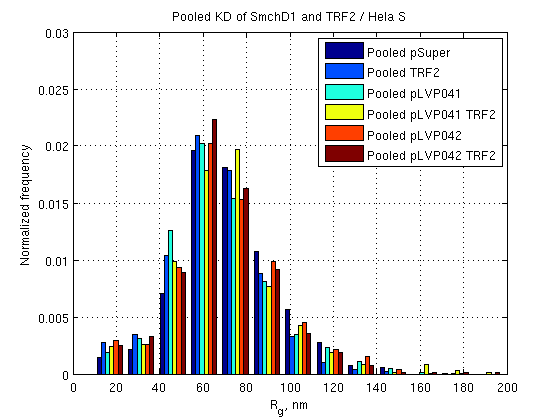 Pooled KD of SmchD1 and TRF2 / Hela S
0.03
0.025
0.02
0.015
0.01
0.005
0
Normalized frequency
Pooled pSuper
Pooled TRF2
Pooled pLVP041
Pooled pLVP041 TRF2
Pooled pLVP042
Pooled pLVP042 TRF2
0 20 40 60 80 100 120 140 160 180 200
Rg, nm